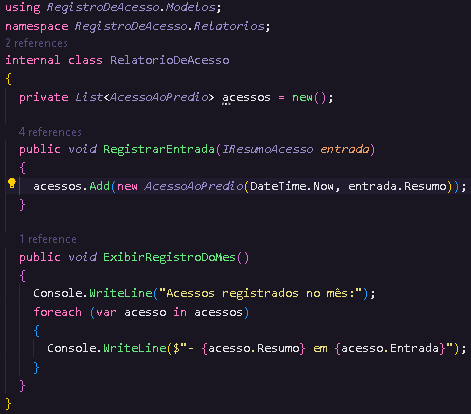 using RegistroDeAcesso.Modelos;
namespace RegistroDeAcesso.Relatorios;
2 references
internal class RelatorioDeAcesso
{
private List<AcessoAoPredio> acessos = new();
4 references
public void RegistrarEntrada(IResumoAcesso entrada)
{
acessos.Add(new AcessoAoPredio(DateTime.Now, entrada.Resumo));
}
1 reference
public void ExibirRegistroDoMes()
{
Console.WriteLine("Acessos registrados no mês:");
foreach (var acesso in acessos)
{
Console.WriteLine($"- {acesso.Resumo} em {acesso.Entrada}");
}
}
}